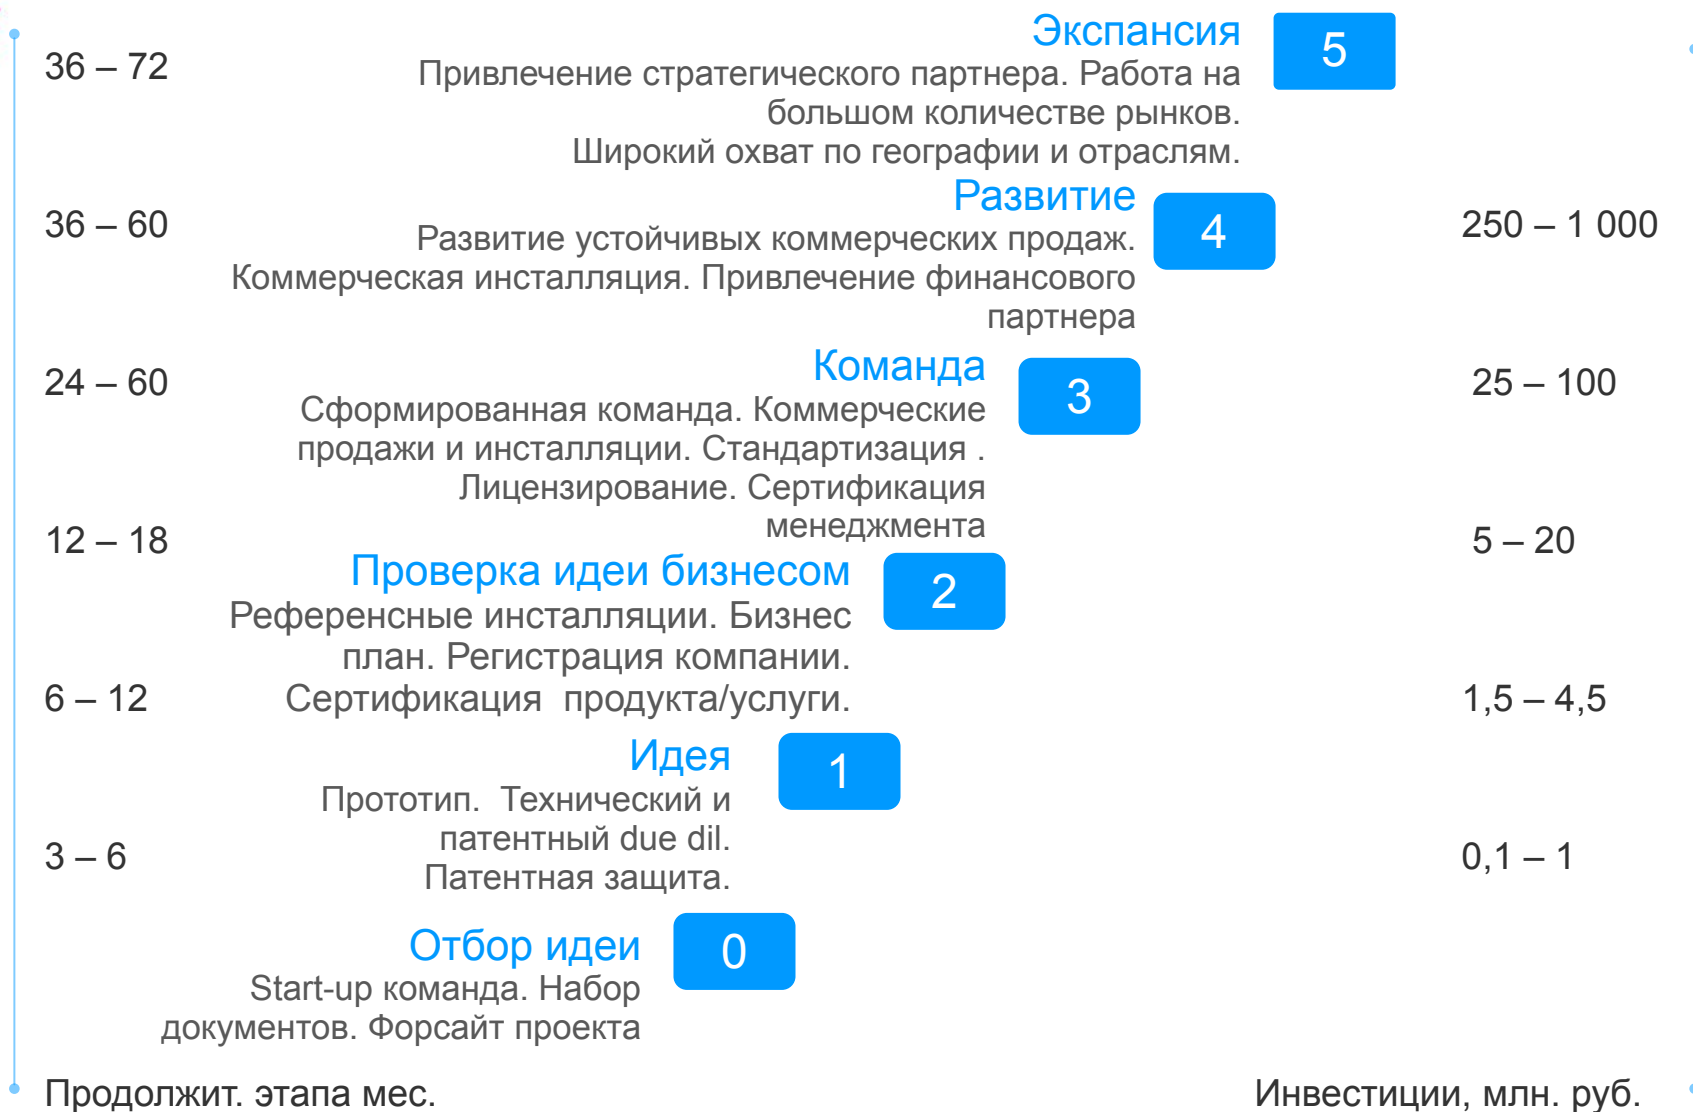 Экспансия
5
36 – 72
Привлечение стратегического партнера. Работа на
большом количестве рынков.
Широкий охват по географии и отраслям.
Развитие
4
36 – 60
250 – 1 000
Развитие устойчивых коммерческих продаж.
Коммерческая инсталляция. Привлечение финансового
партнера
Команда
3
24 – 60
25 – 100
Сформированная команда. Коммерческие
продажи и инсталляции. Стандартизация .
Лицензирование. Сертификация
менеджмента
12 – 18
5 – 20
Проверка идеи бизнесом
2
Референсные инсталляции. Бизнес
план. Регистрация компании.
Сертификация  продукта/услуги.
6 – 12
1,5 – 4,5
Идея
1
Прототип.  Технический и
патентный due dil.
Патентная защита.
3 – 6
0,1 – 1
Отбор идеи
0
Start-up команда. Набор
документов. Форсайт проекта
Продолжит. этапа мес.
Инвестиции, млн. руб.